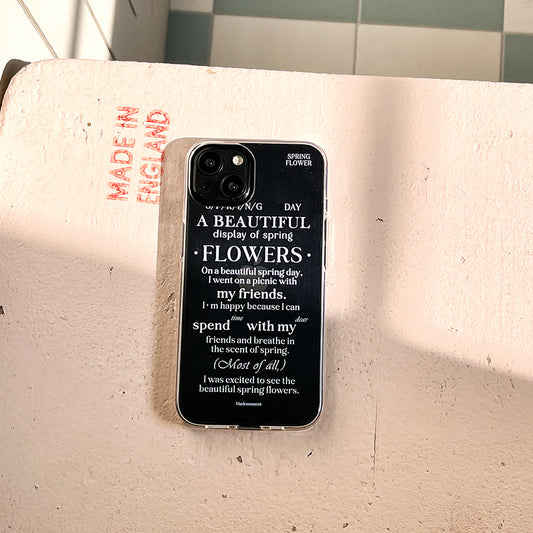 MADE IN
ENGLAND
SPRING
FLOWER
S/P/R/I/N/G DAY
A BEAUTIFUL
display of spring
· FLOWERS ·
On a beautiful spring day,
I went on a picnic with
my friends.
I · m happy because I can
spend time with my dear
friends and breathe in
the scent of spring.
(Most of all,)
I was excited to see the
beautiful spring flowers.
Mademoment